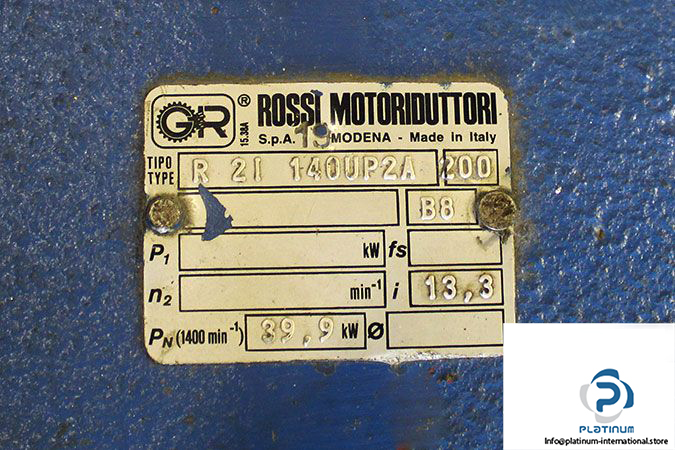 GR ® 15.38A ROSSI MOTORIDUTTORI
S.p.A. 19 MODENA - Made in Italy
TIPO TYPE R 2I 140UP2A 200
B8
P1 kW fs
n2 min-1 i 13,3
PN (1400 min-1) 39,9 kW Ø
PLATINUM
Info@platinum-international.store